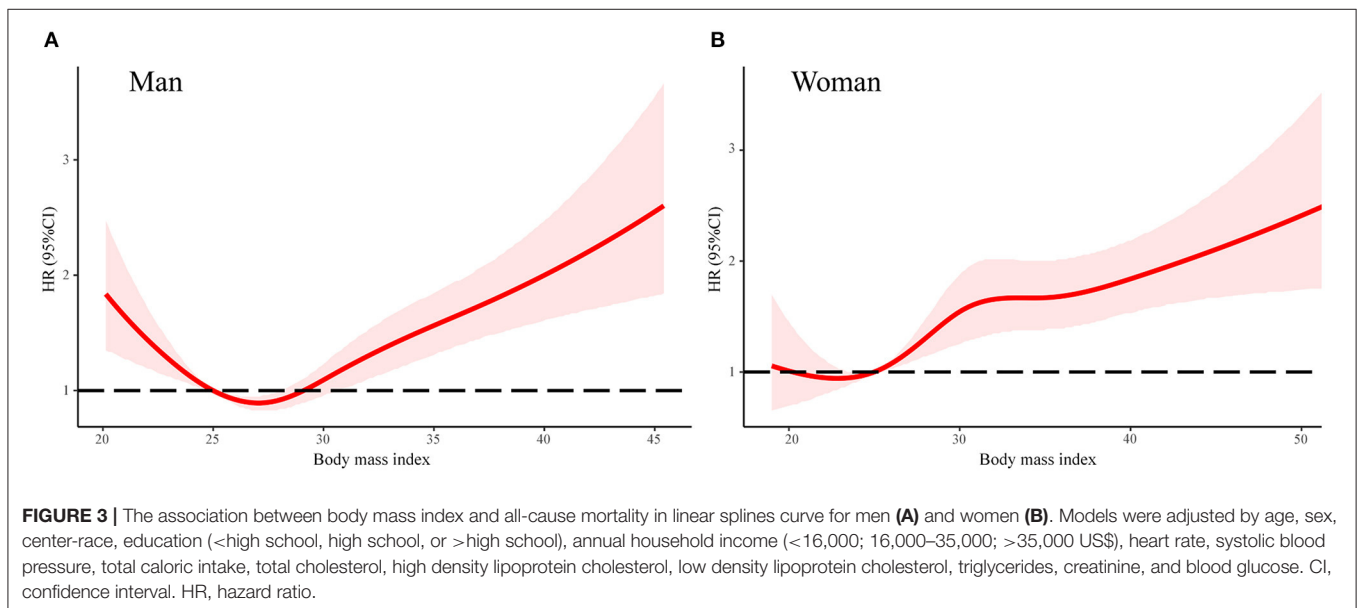 A
Man
3
2
1
HR (95%CI)
20 25 30 35 40 45
Body mass index
B
Woman
3
2
1
HR (95%CI)
20 30 40 50
Body mass index
FIGURE 3 | The association between body mass index and all-cause mortality in linear splines curve for men (A) and women (B). Models were adjusted by age, sex,
center-race, education (<high school, high school, or >high school), annual household income (<16,000; 16,000–35,000; >35,000 US$), heart rate, systolic blood
pressure, total caloric intake, total cholesterol, high density lipoprotein cholesterol, low density lipoprotein cholesterol, triglycerides, creatinine, and blood glucose. CI,
confidence interval. HR, hazard ratio.